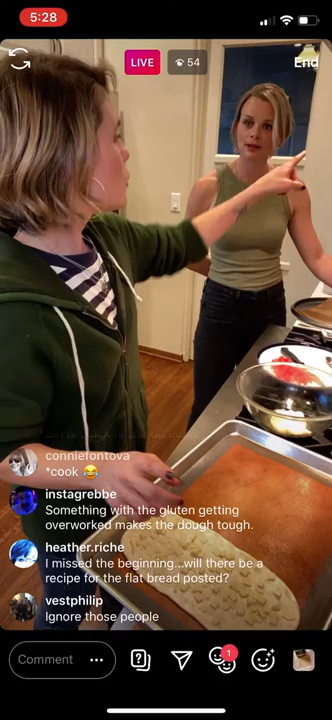 5:28
LIVE
54
End
conniefontova
*cook 😂
instagrebbe
Something with the gluten getting
overworked makes the dough tough.
heather.riche
I missed the beginning...will there be a
recipe for the flat bread posted?
vestphilip
Ignore those people
Comment
1